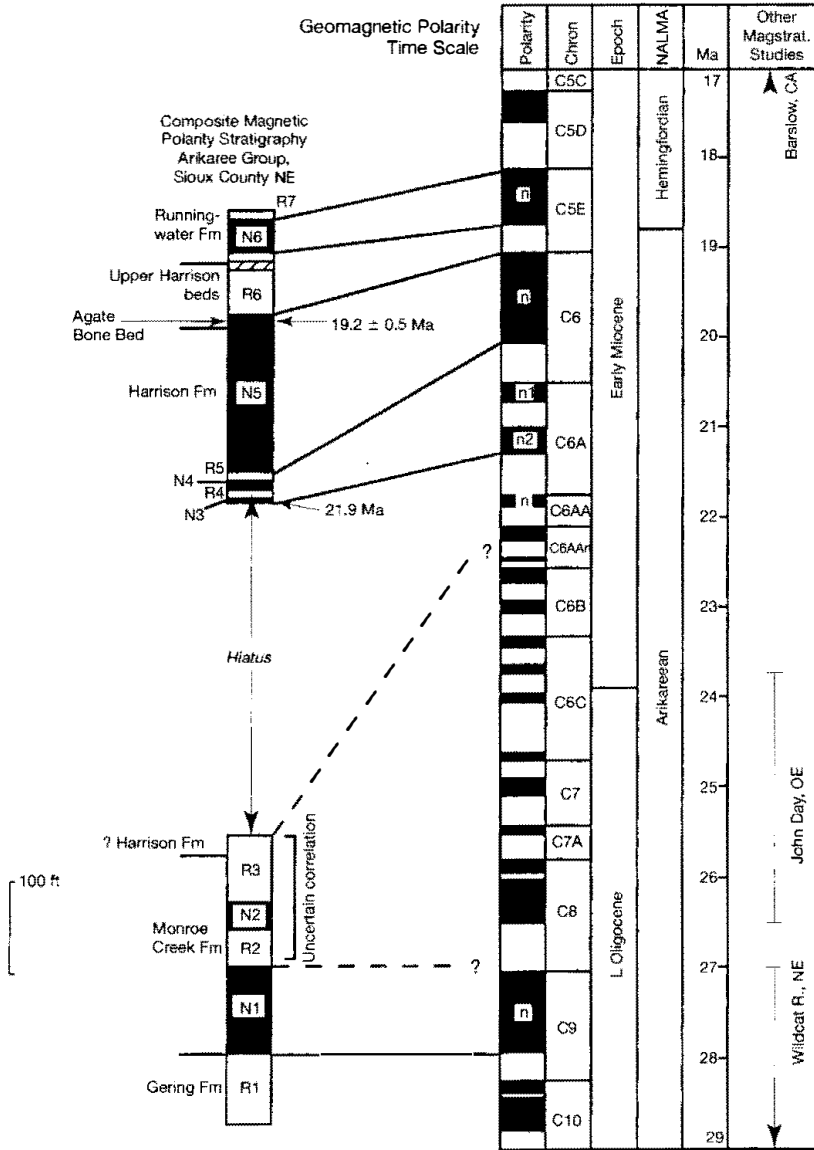 Geomagnetic Polarity
Time Scale
Polarity
Chron
Epoch
NALMA
Ma
Other
Magstrat.
Studies
Composite Magnetic
Polarity Stratigraphy
Arikaree Group,
Sioux County NE
R7
Running-
water Fm
N6
Upper Harrison
beds
R6
Agate
Bone Bed
19.2 ± 0.5 Ma
Harrison Fm
N5
R5
N4
R4
N3
21.9 Ma
Hiatus
? Harrison Fm
R3
100 ft
N2
Monroe
Creek Fm
R2
Uncertain correlation
N1
Gering Fm
R1
?
?
n
n
n1
n2
n
n
C5C
C5D
C5E
C6
C6A
C6AA
C6AAr
C6B
C6C
C7
C7A
C8
C9
C10
Early Miocene
L Oligocene
Hemingfordian
Arikareean
17
18
19
20
21
22
23
24
25
26
27
28
29
Barslow, CA
John Day, OE
Wildcat R., NE